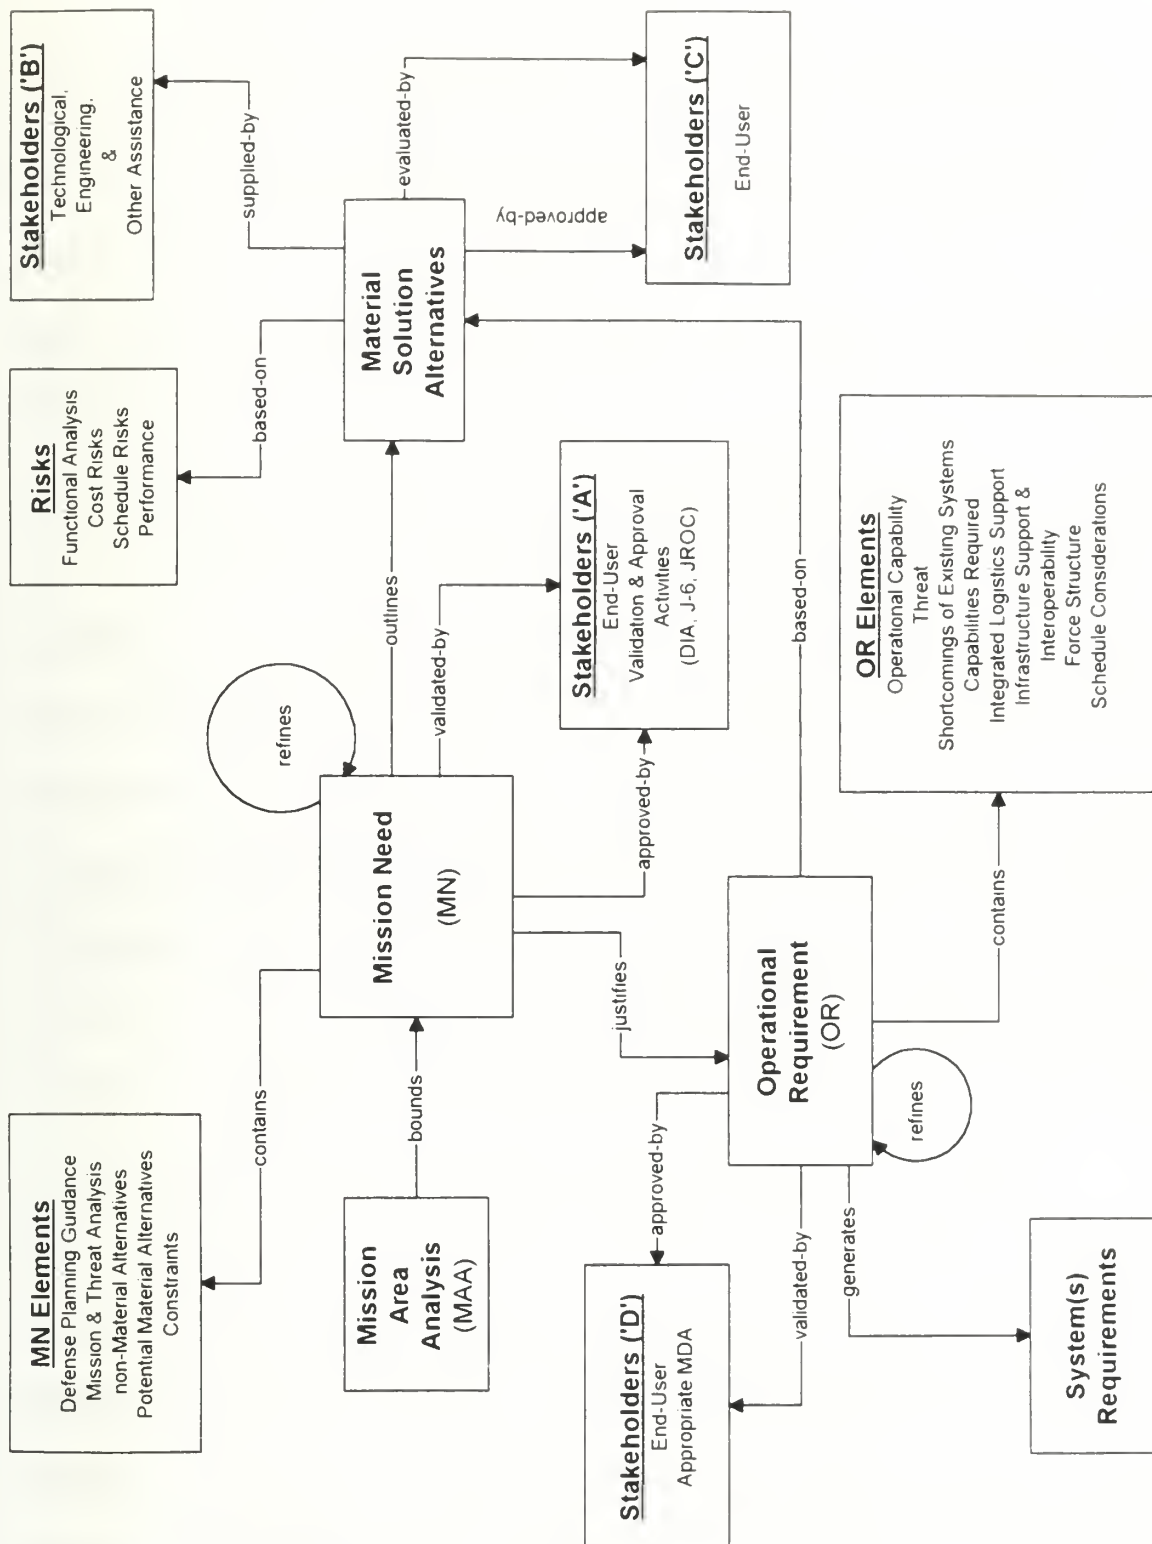 MN Elements
Defense Planning Guidance
Mission & Threat Analysis
non-Material Alternatives
Potential Material Alternatives
Constraints
contains
refines
Risks
Functional Analysis
Cost Risks
Schedule Risks
Performance
based-on
Stakeholders ('B')
Technological,
Engineering,
&
Other Assistance
supplied-by
Mission
Area
Analysis
(MAA)
bounds
Mission Need
(MN)
outlines
validated-by
Material
Solution
Alternatives
evaluated-by
approved-by
justifies
approved-by
Stakeholders ('A')
End-User
Validation & Approval
Activities
(DIA, J-6, JROC)
Stakeholders ('C')
End-User
Stakeholders ('D')
End-User
Appropriate MDA
approved-by
validated-by
generates
Operational
Requirement
(OR)
based-on
refines
contains
System(s)
Requirements
OR Elements
Operational Capability
Threat
Shortcomings of Existing Systems
Capabilities Required
Integrated Logistics Support
Infrastructure Support &
Interoperability
Force Structure
Schedule Considerations